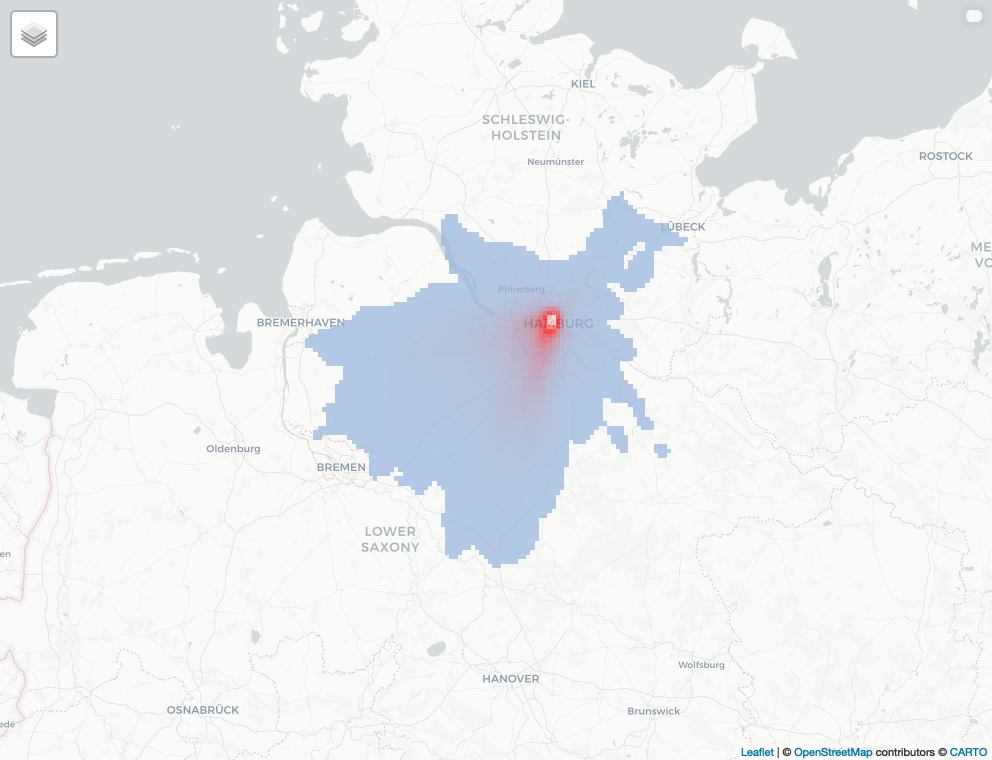 KIEL
SCHLESWIG-
HOLSTEIN
Neumünster
ROSTOCK
LÜBECK
ME
VO
Pinneberg
BREMERHAVEN
HAMBURG
Oldenburg
BREMEN
LOWER
SAXONY
en
Wolfsburg
HANOVER
OSNABRÜCK
Brunswick
ede
Leaflet | © OpenStreetMap contributors © CARTO